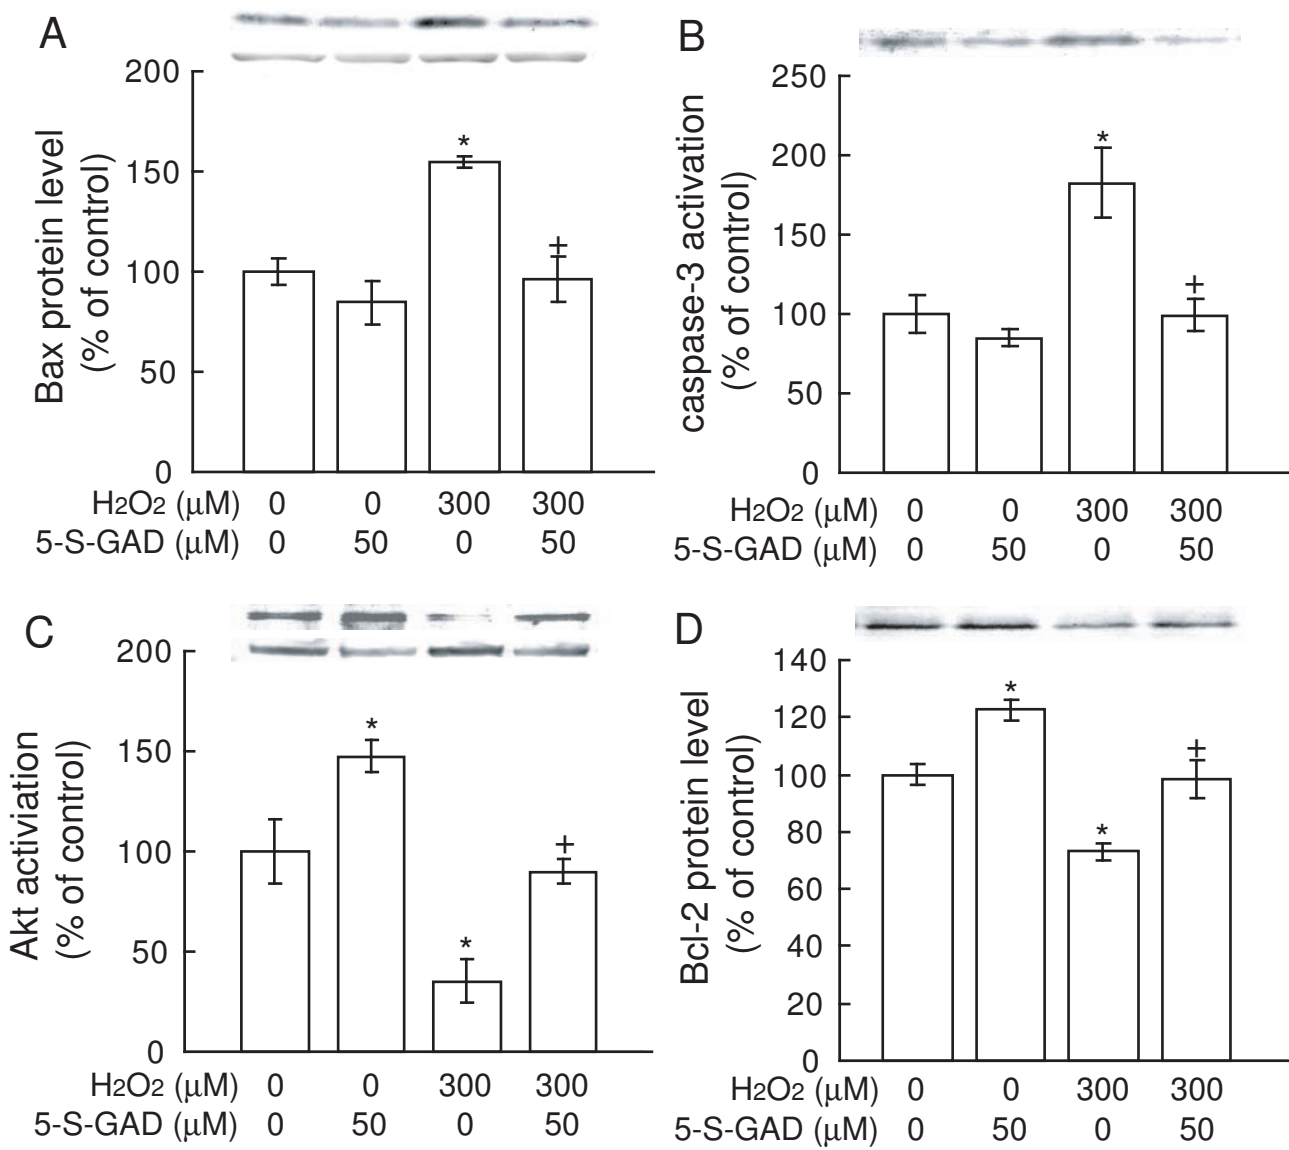 A
Bax protein level
(% of control)
200
150
100
50
0
*
+
H2O2 (μM) 0 0 300 300
5-S-GAD (μM) 0 50 0 50
B
caspase-3 activation
(% of control)
250
200
150
100
50
0
*
+
H2O2 (μM) 0 0 300 300
5-S-GAD (μM) 0 50 0 50
C
Akt activiation
(% of control)
200
150
100
50
0
*
*
+
H2O2 (μM) 0 0 300 300
5-S-GAD (μM) 0 50 0 50
D
Bcl-2 protein level
(% of control)
140
120
100
80
60
40
20
0
*
*
+
H2O2 (μM) 0 0 300 300
5-S-GAD (μM) 0 50 0 50